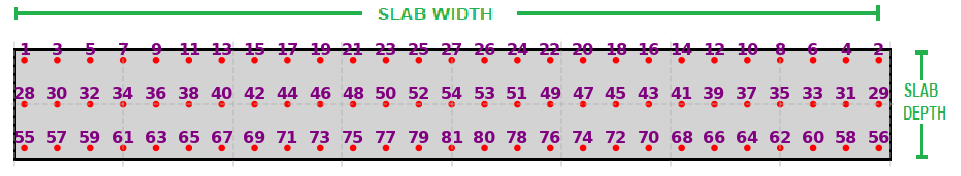 SLAB WIDTH
1 3 5 7 9 11 13 15 17 19 21 23 25 27 26 24 22 20 18 16 14 12 10 8 6 4 2
28 30 32 34 36 38 40 42 44 46 48 50 52 54 53 51 49 47 45 43 41 39 37 35 33 31 29
SLAB
DEPTH
55 57 59 61 63 65 67 69 71 73 75 77 79 81 80 78 76 74 72 70 68 66 64 62 60 58 56